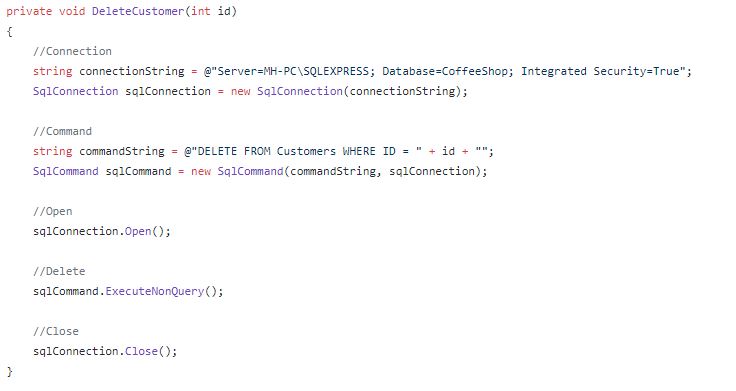 private void DeleteCustomer(int id)
{
    //Connection
    string connectionString = @"Server=MH-PC\SQLEXPRESS; Database=CoffeeShop; Integrated Security=True";
    SqlConnection sqlConnection = new SqlConnection(connectionString);

    //Command
    string commandString = @"DELETE FROM Customers WHERE ID = " + id + "";
    SqlCommand sqlCommand = new SqlCommand(commandString, sqlConnection);

    //Open
    sqlConnection.Open();

    //Delete
    sqlCommand.ExecuteNonQuery();

    //Close
    sqlConnection.Close();
}